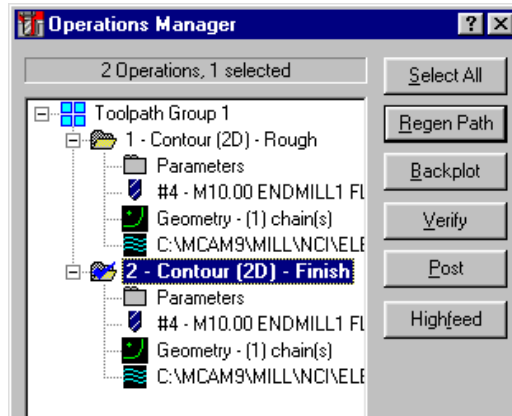 Operations Manager
2 Operations, 1 selected
Select All
Regen Path
Backplot
Verify
Post
Highfeed
Toolpath Group 1
1 - Contour (2D) - Rough
Parameters
#4 - M10.00 ENDMILL1 FL
Geometry - (1) chain(s)
C:\MCAM9\MILL\NCI\ELE
2 - Contour (2D) - Finish
Parameters
#4 - M10.00 ENDMILL1 FL
Geometry - (1) chain(s)
C:\MCAM9\MILL\NCI\ELE